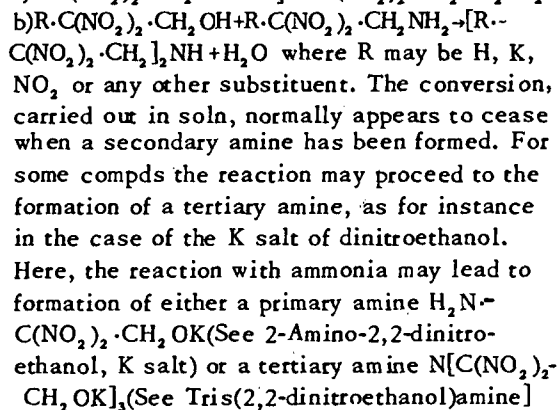 b)R·C(NO₂)₂·CH₂OH+R·C(NO₂)₂·CH₂NH₂→[R·-
C(NO₂)₂·CH₂]₂NH+H₂O where R may be H, K,
NO₂ or any other substituent. The conversion,
carried out in soln, normally appears to cease
when a secondary amine has been formed. For
some compds the reaction may proceed to the
formation of a tertiary amine, as for instance
in the case of the K salt of dinitroethanol.
Here, the reaction with ammonia may lead to
formation of either a primary amine H₂N·-
C(NO₂)₂·CH₂OK(See 2-Amino-2,2-dinitro-
ethanol, K salt) or a tertiary amine N[C(NO₂)₂-
CH₂OK]₃(See Tris(2,2-dinitroethanol)amine]